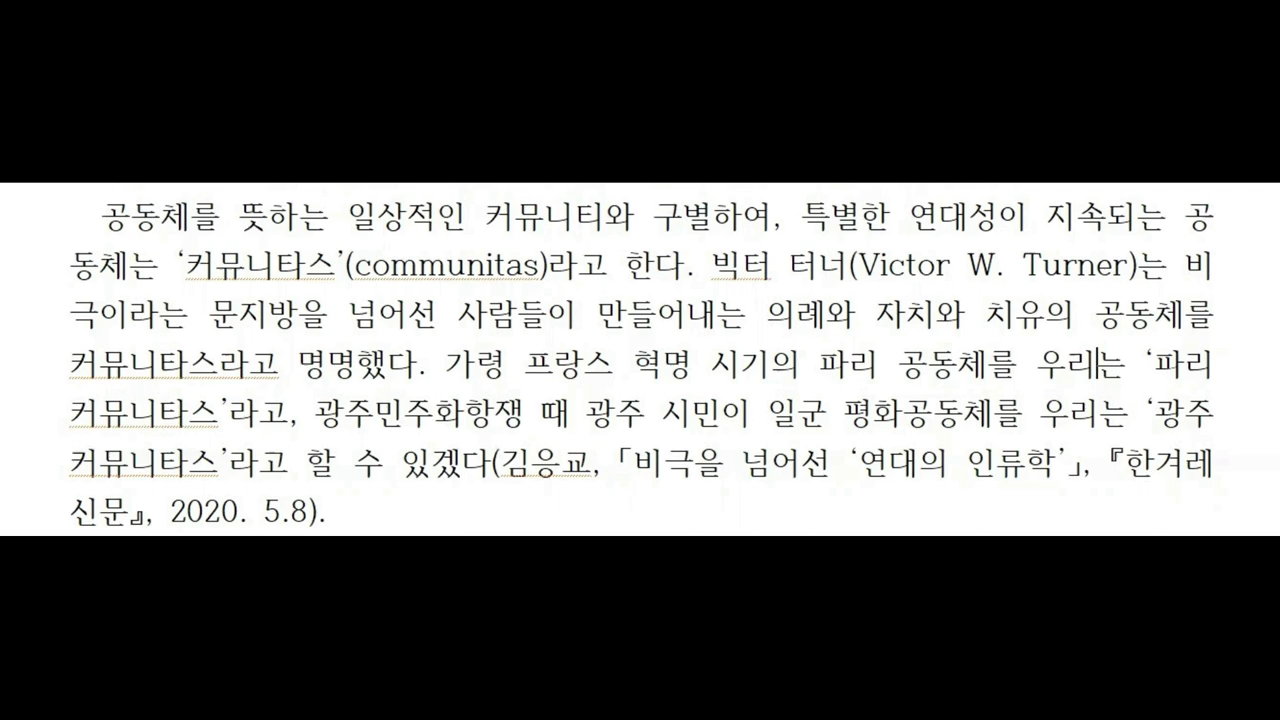 공동체를 뜻하는 일상적인 커뮤니티와 구별하여, 특별한 연대성이 지속되는 공
동체는 ‘커뮤니타스’(communitas)라고 한다. 빅터 터너(Victor W. Turner)는 비
극이라는 문지방을 넘어선 사람들이 만들어내는 의례와 자치와 치유의 공동체를
커뮤니타스라고 명명했다. 가령 프랑스 혁명 시기의 파리 공동체를 우리는 ‘파리
커뮤니타스’라고, 광주민주화항쟁 때 광주 시민이 일군 평화공동체를 우리는 ‘광주
커뮤니타스’라고 할 수 있겠다(김응교, 「비극을 넘어선 ‘연대의 인류학’」, 『한겨레
신문』, 2020. 5.8).